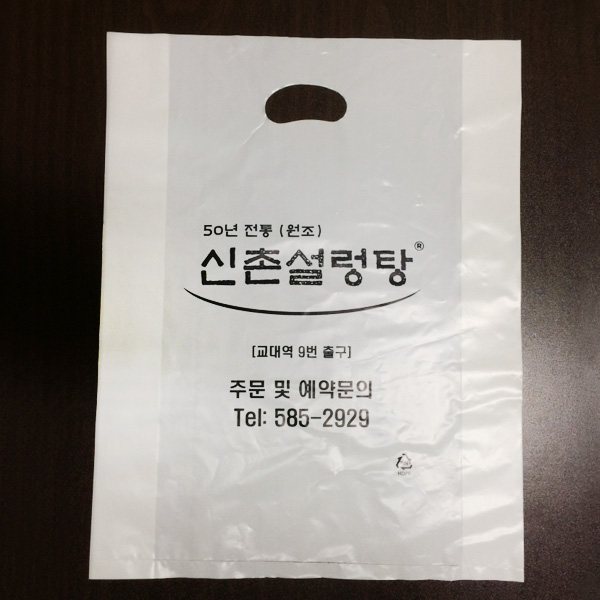 50년 전통 (원조)
신촌설렁탕®
[교대역 9번 출구]
주문 및 예약문의
Tel: 585-2929
HDPE